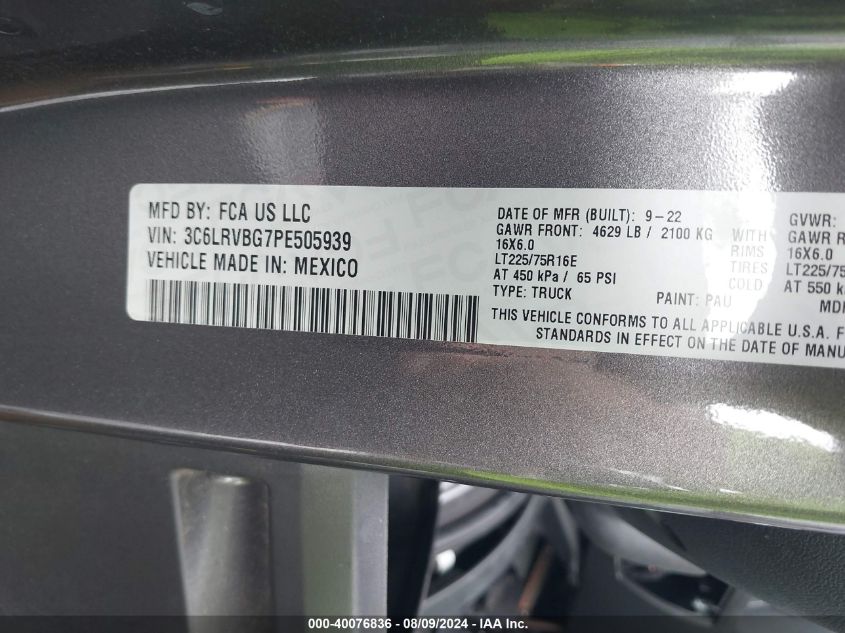 MFD BY: FCA US LLC
VIN: 3C6LRVBG7PE505939
VEHICLE MADE IN: MEXICO
DATE OF MFR (BUILT): 9-22
GAWR FRONT: 4629 LB / 2100 KG WITH
16X6.0 RIMS
LT225/75R16E TIRES
AT 450 kPa / 65 PSI COLD
TYPE: TRUCK PAINT: PAU
THIS VEHICLE CONFORMS TO ALL APPLICABLE U.S.A. F
STANDARDS IN EFFECT ON THE DATE OF MANU
GVWR:
GAWR R
16X6.0
LT225/75
AT 550 k
MD
000-40076836 - 08/09/2024 - IAAI.com